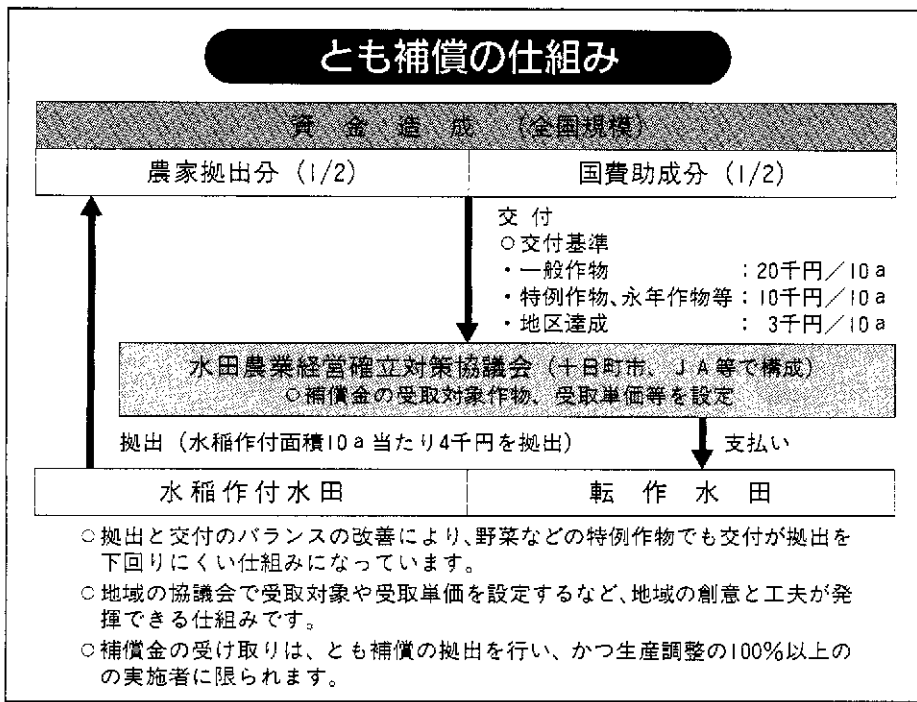 とも補償の仕組み
資金造成（全国規模）
農家拠出分（1/2）
国費助成分（1/2）
交付
○交付基準
・一般作物：20千円／10a
・特例作物、永年作物等：10千円／10a
・地区達成：3千円／10a
水田農業経営確立対策協議会（十日町市、JA等で構成）
○補償金の受取対象作物、受取単価等を設定
拠出（水稲作付面積10a当たり4千円を拠出）
支払い
水稲作付水田
転作水田
○拠出と交付のバランスの改善により、野菜などの特例作物でも交付が拠出を
下回りにくい仕組みになっています。
○地域の協議会で受取対象や受取単価を設定するなど、地域の創意と工夫が発
揮できる仕組みです。
○補償金の受け取りは、とも補償の拠出を行い、かつ生産調整の100%以上の
の実施者に限られます。